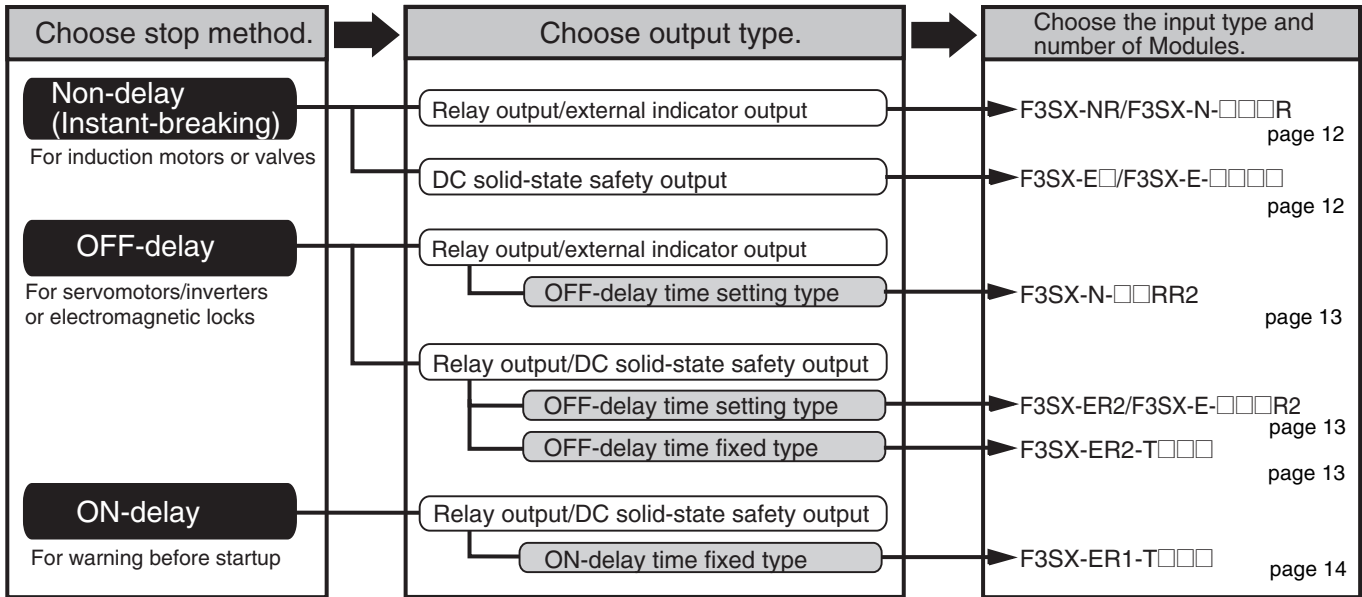 Choose stop method.
Choose output type.
Choose the input type and
number of Modules.
Non-delay
(Instant-breaking)
For induction motors or valves
Relay output/external indicator output
F3SX-NR/F3SX-N-□□□R
page 12
DC solid-state safety output
F3SX-E□/F3SX-E-□□□□
page 12
OFF-delay
For servomotors/inverters
or electromagnetic locks
Relay output/external indicator output
OFF-delay time setting type
F3SX-N-□□RR2
page 13
Relay output/DC solid-state safety output
OFF-delay time setting type
F3SX-ER2/F3SX-E-□□□R2
page 13
OFF-delay time fixed type
F3SX-ER2-T□□□
page 13
ON-delay
For warning before startup
Relay output/DC solid-state safety output
ON-delay time fixed type
F3SX-ER1-T□□□
page 14